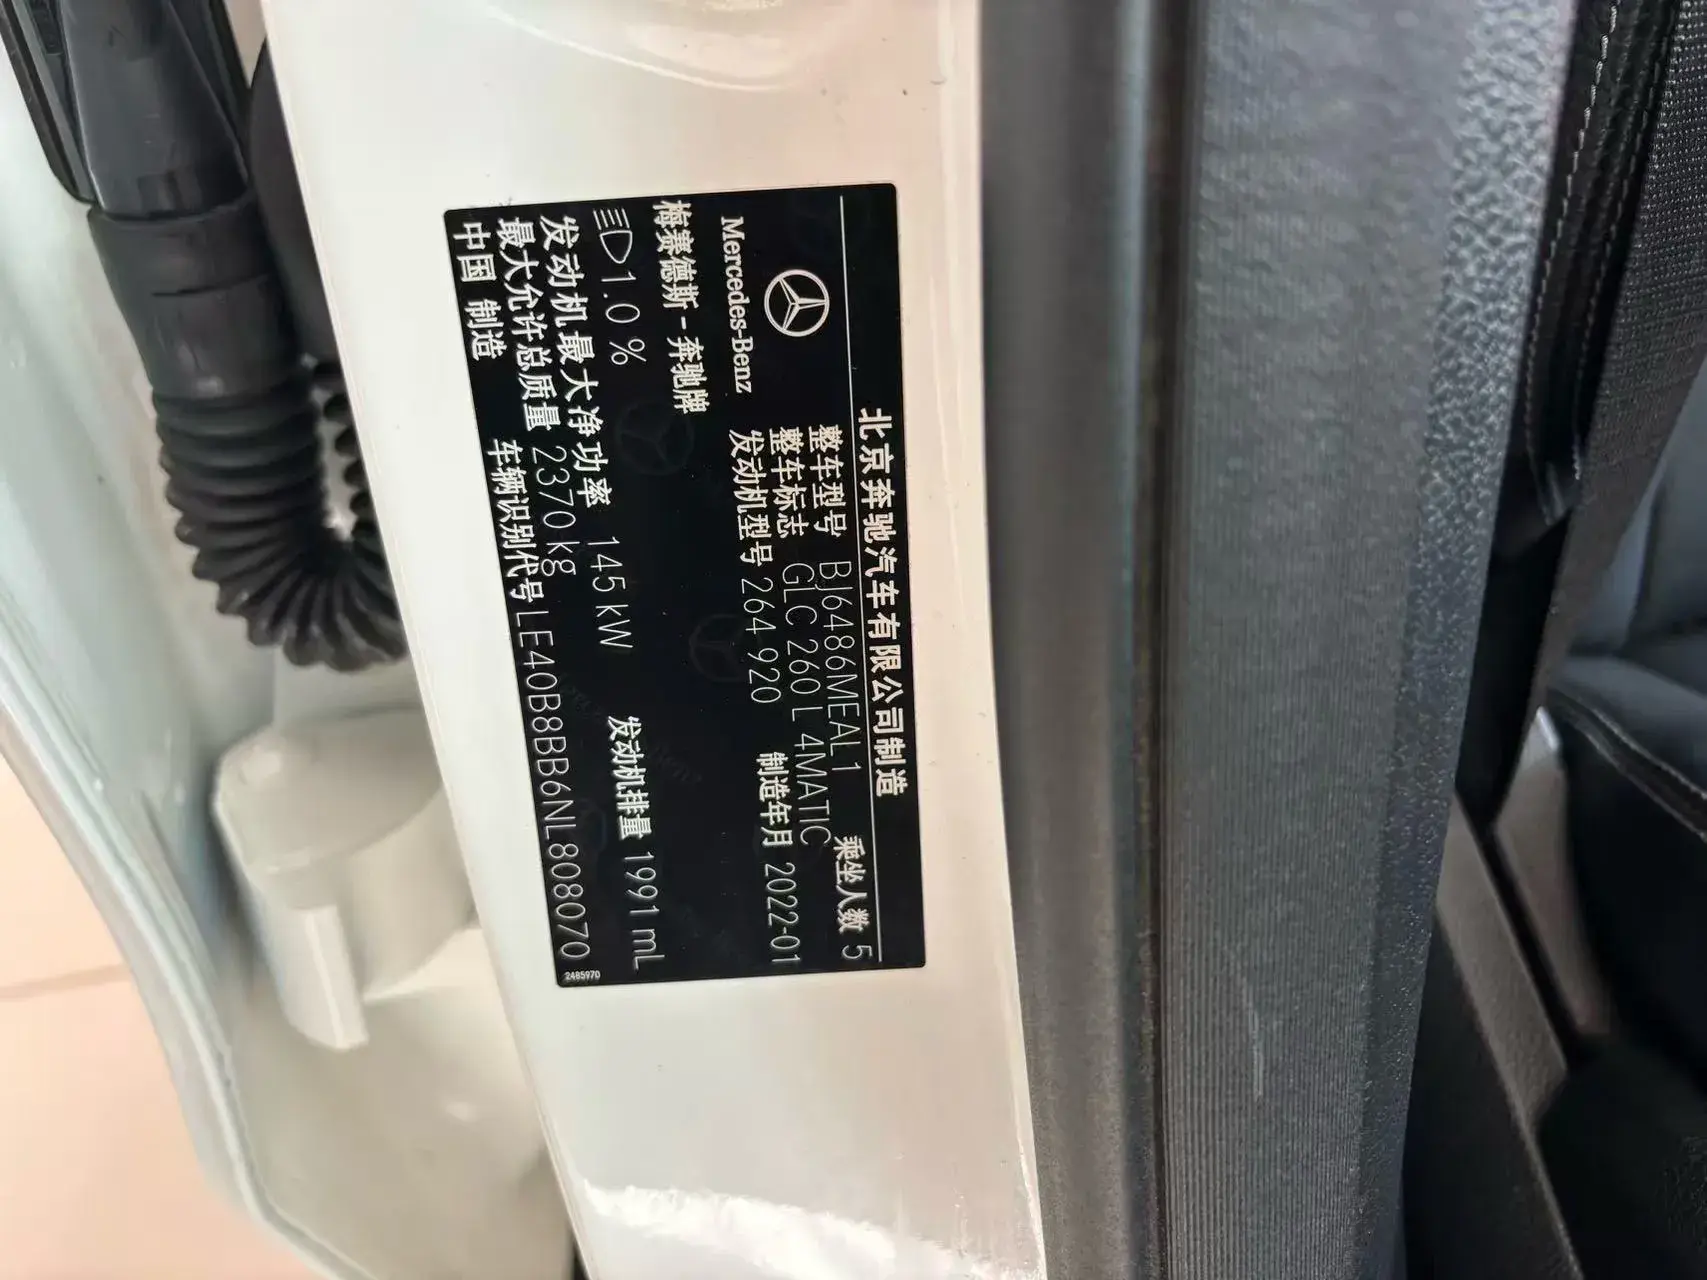 北京奔驰汽车有限公司制造
Mercedes-Benz
整车型号 BJ6486MEAL1 乘坐人数 5
整车标志 GLC 260 L 4MATIC
发动机型号 264 920 制造年月 2022-01
梅赛德斯-奔驰牌
1.0 %
发动机最大净功率 145 kW 发动机排量 1991 mL
最大允许总质量 2370 kg
中国 制造 车辆识别代号 LE40B8BB6NL808070
2485970